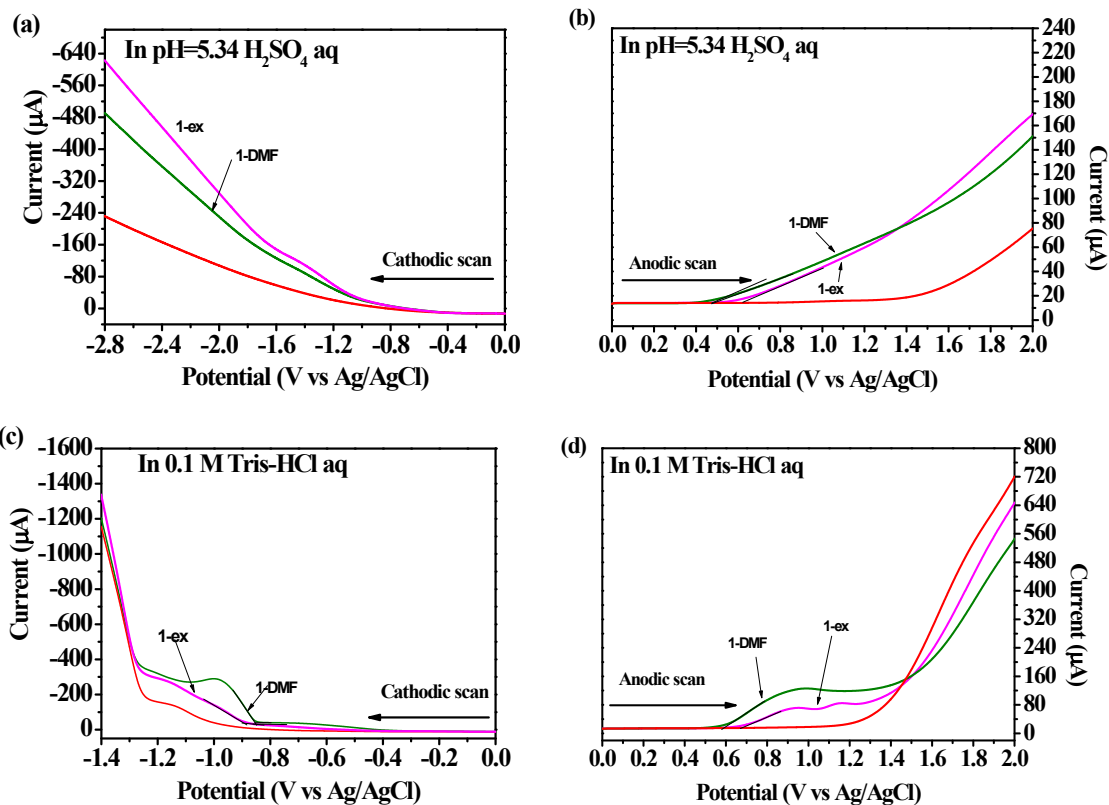 (a)
In pH=5.34 H₂SO₄ aq
Current (μA)
-640
-560
-480
-400
-320
-240
-160
-80
0
1-ex
1-DMF
Cathodic scan
-2.8 -2.4 -2.0 -1.6 -1.2 -0.8 -0.4 0.0
Potential (V vs Ag/AgCl)
(b)
In pH=5.34 H₂SO₄ aq
240
220
200
180
160
140
120
100
80
60
40
20
0
Current (μA)
1-DMF
Anodic scan
1-ex
0.0 0.2 0.4 0.6 0.8 1.0 1.2 1.4 1.6 1.8 2.0
Potential (V vs Ag/AgCl)
(c)
In 0.1 M Tris-HCl aq
Current (μA)
-1600
-1400
-1200
-1000
-800
-600
-400
-200
0
1-ex
1-DMF
Cathodic scan
-1.4 -1.2 -1.0 -0.8 -0.6 -0.4 -0.2 0.0
Potential (V vs Ag/AgCl)
(d)
In 0.1 M Tris-HCl aq
800
720
640
560
480
400
320
240
160
80
0
Current (μA)
1-DMF
1-ex
Anodic scan
0.0 0.2 0.4 0.6 0.8 1.0 1.2 1.4 1.6 1.8 2.0
Potential (V vs Ag/AgCl)